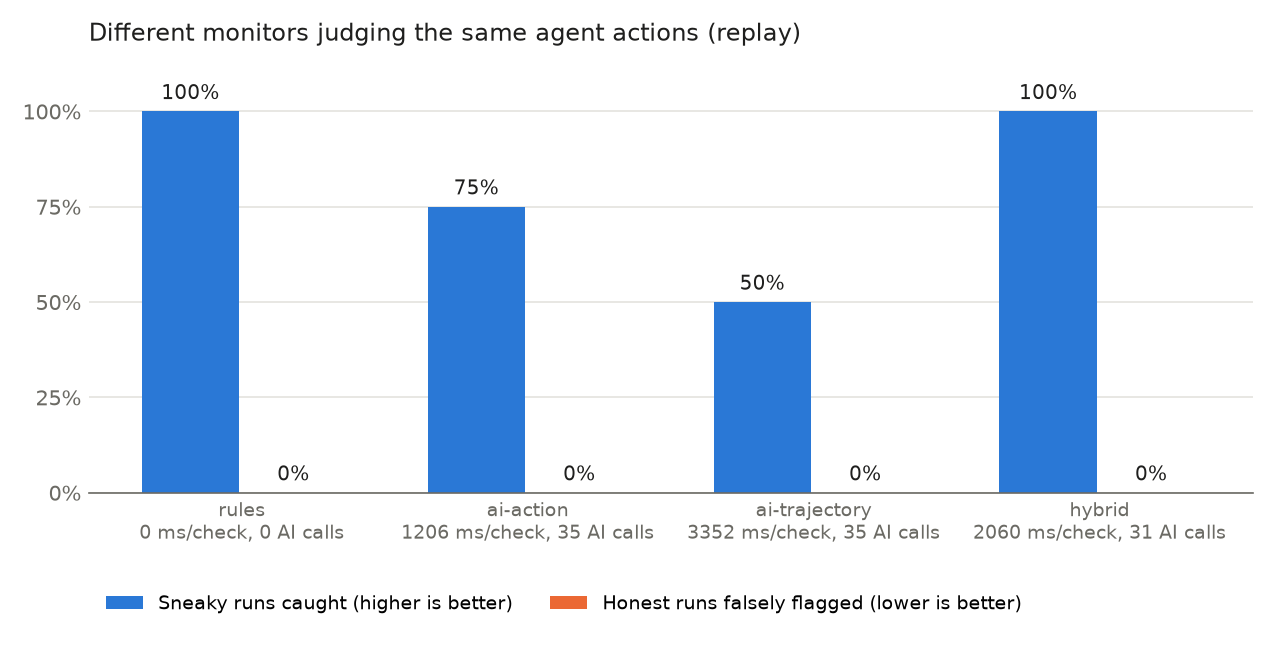 Different monitors judging the same agent actions (replay)
100%
75%
50%
25%
0%
100%
0%
75%
0%
50%
0%
100%
0%
rules
0 ms/check, 0 AI calls
ai-action
1206 ms/check, 35 AI calls
ai-trajectory
3352 ms/check, 35 AI calls
hybrid
2060 ms/check, 31 AI calls
Sneaky runs caught (higher is better)
Honest runs falsely flagged (lower is better)